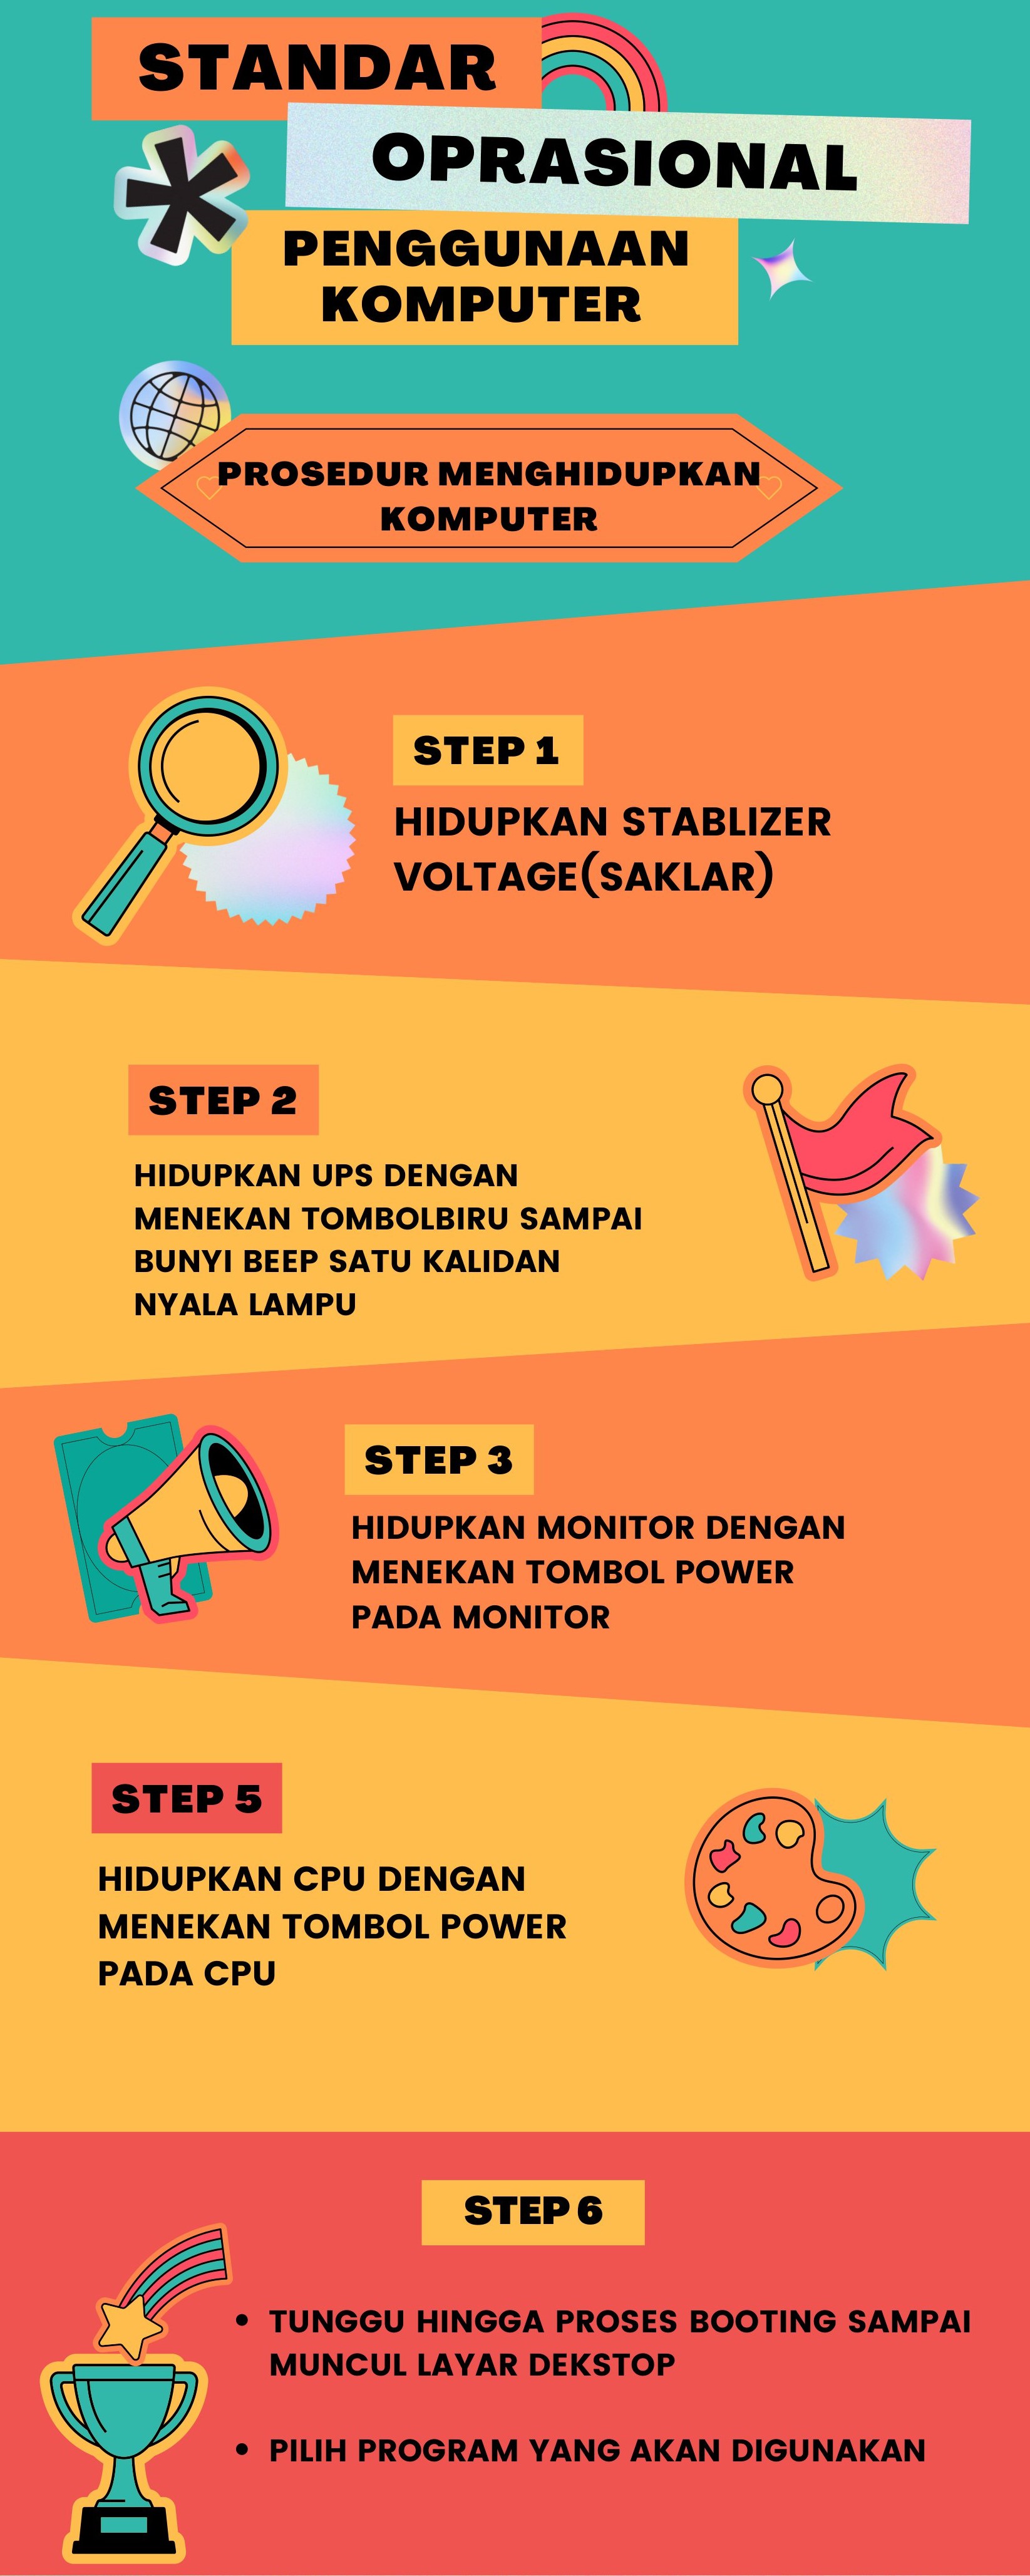 STANDAR
OPRASIONAL
PENGGUNAAN
KOMPUTER
PROSEDUR MENGHIDUPKAN
KOMPUTER
STEP 1
HIDUPKAN STABLIZER
VOLTAGE(SAKLAR)
STEP 2
HIDUPKAN UPS DENGAN
MENEKAN TOMBOLBIRU SAMPAI
BUNYI BEEP SATU KALIDAN
NYALA LAMPU
STEP 3
HIDUPKAN MONITOR DENGAN
MENEKAN TOMBOL POWER
PADA MONITOR
STEP 5
HIDUPKAN CPU DENGAN
MENEKAN TOMBOL POWER
PADA CPU
STEP 6
• TUNGGU HINGGA PROSES BOOTING SAMPAI
MUNCUL LAYAR DEKSTOP
• PILIH PROGRAM YANG AKAN DIGUNAKAN